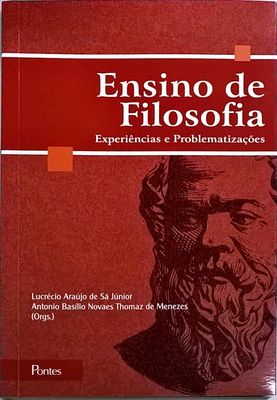 Ensino de
Filosofia
Experiências e Problematizações
Lucrécio Araújo de Sá Júnior
Antonio Basílio Novaes Thomaz de Menezes
(Orgs.)
Pontes